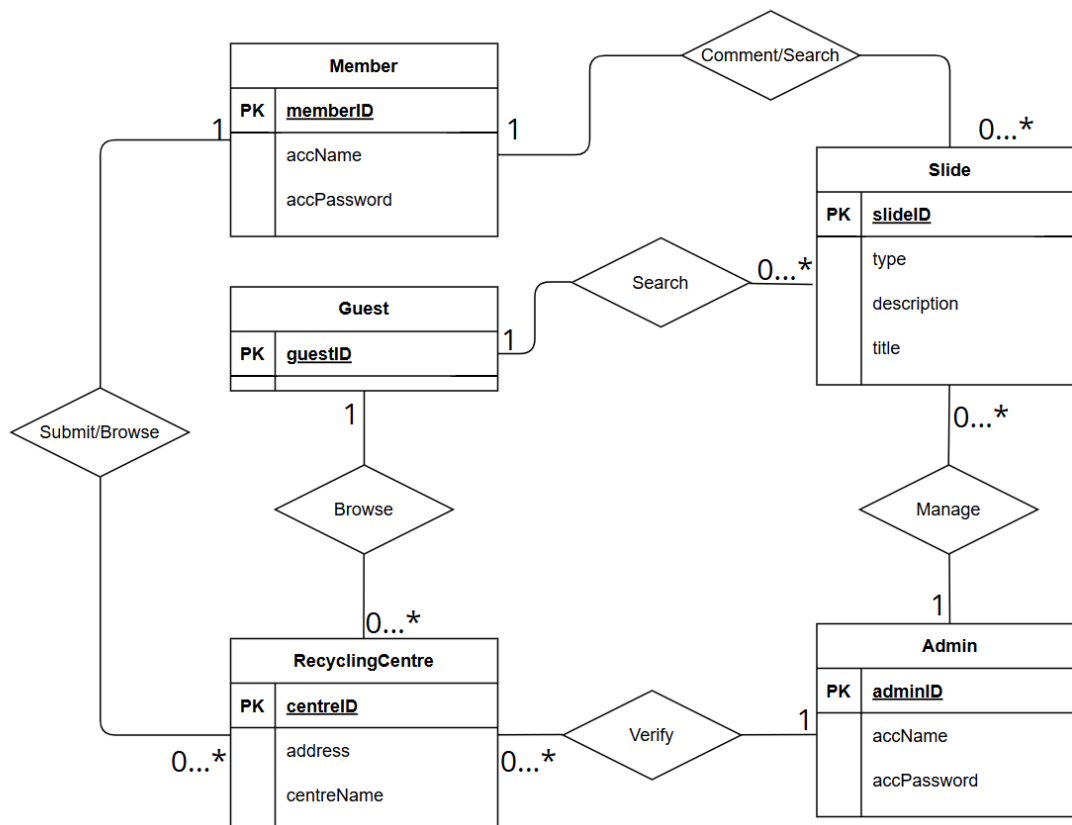 Member
PK memberID
accName
accPassword
1
1
Comment/Search
0...*
Slide
PK slideID
type
description
title
Search
0...*
Guest
PK guestID
1
1
Submit/Browse
Browse
0...*
Manage
0...*
1
RecyclingCentre
PK centreID
address
centreName
0...*
0...*
Verify
1
Admin
PK adminID
accName
accPassword